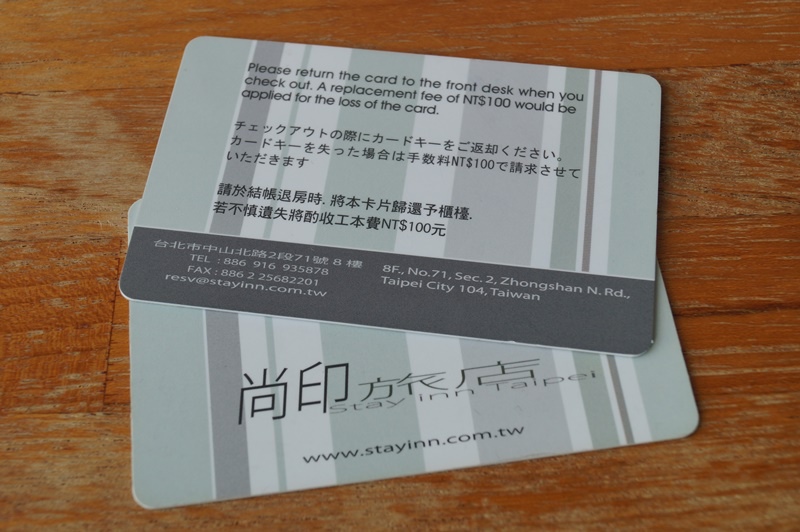 Please return the card to the front desk when you
check out. A replacement fee of NT$100 would be
applied for the loss of the card.
チェックアウトの際にカードキーをご返却ください。
カードキーを失った場合は手数料NT$100で請求させて
いただきます
請於結帳退房時. 將本卡片歸還予櫃檯.
若不慎遺失將酌收工本費NT$100元
台北市中山北路2段71號 8 樓
TEL : 886 916 935878
FAX : 886 2 25682201
resv@stayinn.com.tw
8F., No.71, Sec. 2, Zhongshan N. Rd.,
Taipei City 104, Taiwan
尚印旅店
Stay inn Taipei
www.stayinn.com.tw